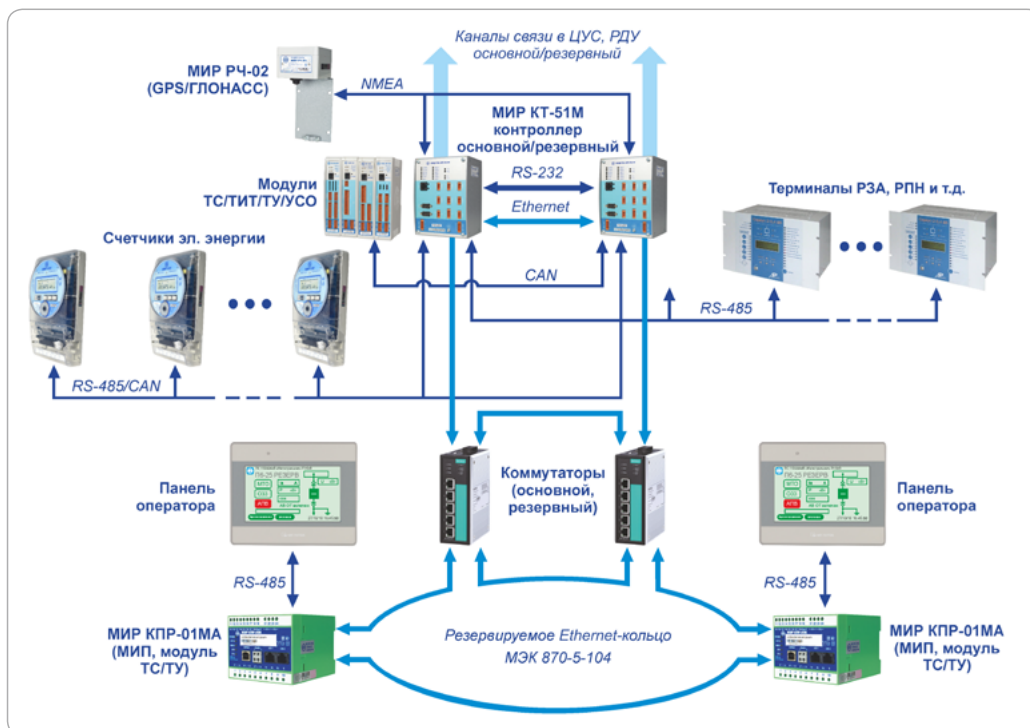 Каналы связи в ЦУС, РДУ
основной/резервный
МИР РЧ-02
(GPS/ГЛОНАСС)
NMEA
МИР КТ-51М
контроллер
основной/резервный
Модули
ТС/ТИТ/ТУ/УСО
RS-232
Ethernet
Терминалы РЗА, РПН и т.д.
Счетчики эл. энергии
CAN
RS-485
RS-485/CAN
Коммутаторы
(основной,
резервный)
Панель
оператора
Панель
оператора
RS-485
RS-485
МИР КПР-01МА
(МИП, модуль
ТС/ТУ)
Резервируемое Ethernet-кольцо
МЭК 870-5-104
МИР КПР-01МА
(МИП, модуль
ТС/ТУ)